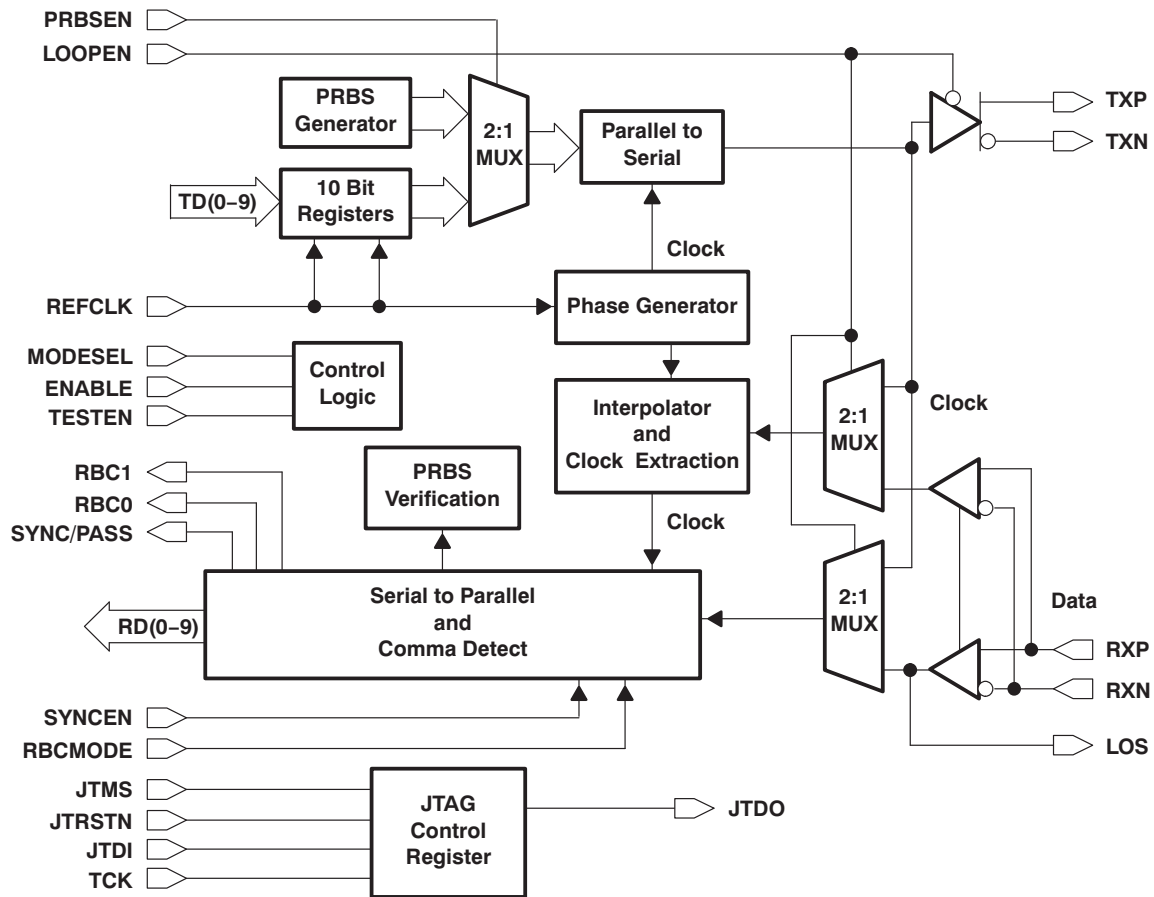 PRBSEN
LOOPEN
PRBS
Generator
2:1
MUX
Parallel to
Serial
TXP
TXN
TD(0−9)
10 Bit
Registers
Clock
REFCLK
Phase Generator
MODESEL
ENABLE
TESTEN
Control
Logic
Interpolator
and
Clock Extraction
2:1
MUX
Clock
RBC1
RBC0
SYNC/PASS
PRBS
Verification
Clock
RD(0−9)
Serial to Parallel
and
Comma Detect
2:1
MUX
Data
RXP
RXN
SYNCEN
RBCMODE
LOS
JTMS
JTRSTN
JTDI
TCK
JTAG
Control
Register
JTDO